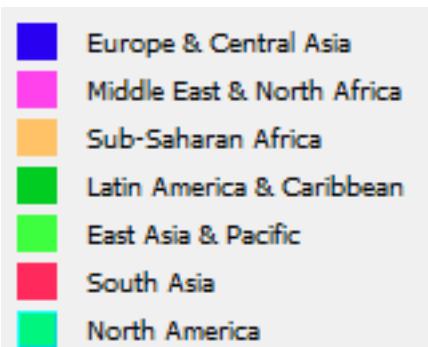 Europe & Central Asia
Middle East & North Africa
Sub-Saharan Africa
Latin America & Caribbean
East Asia & Pacific
South Asia
North America